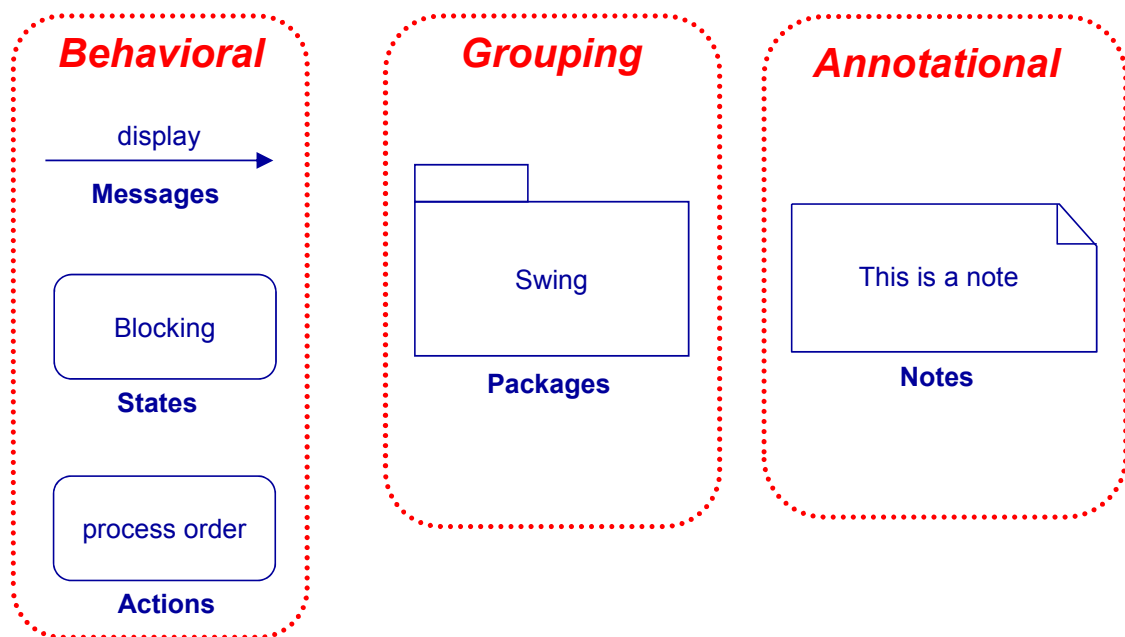 Behavioral
display
Messages
Blocking
States
process order
Actions
Grouping
Swing
Packages
Annotational
This is a note
Notes